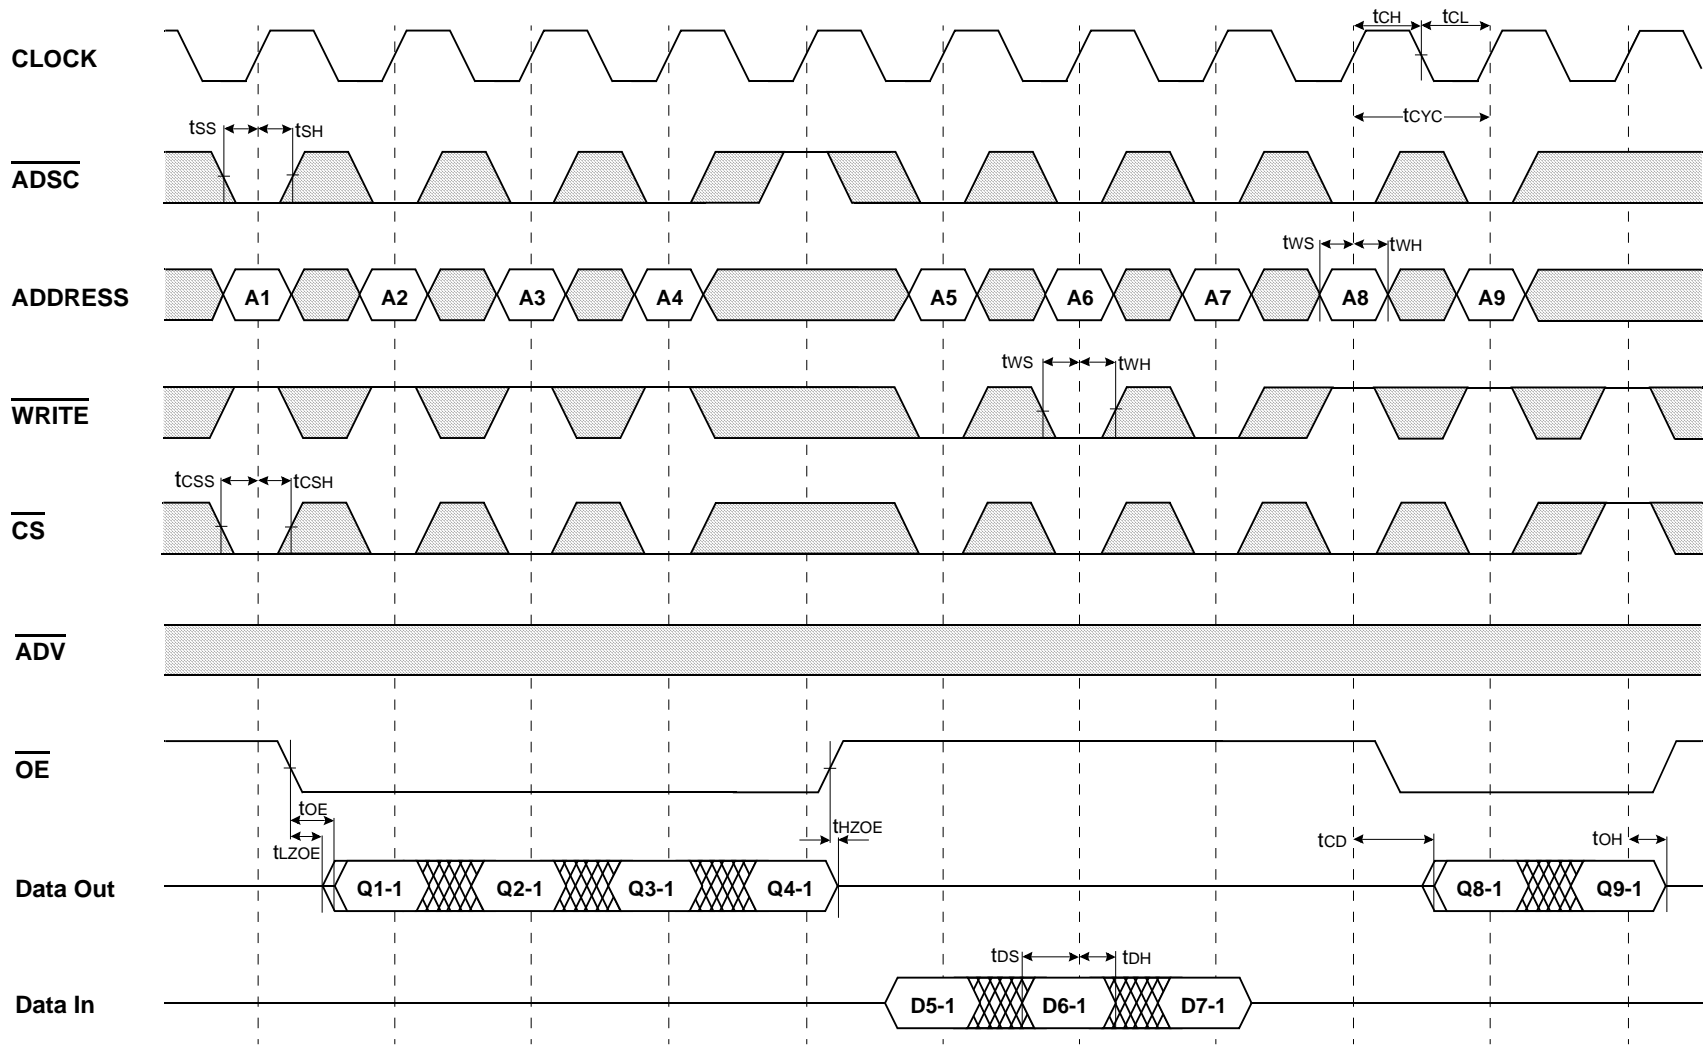 tCH tCL
CLOCK
tCYC
tSS tSH
ADSC
tWS tWH
ADDRESS A1 A2 A3 A4 A5 A6 A7 A8 A9
tWS tWH
WRITE
tCSS tCSH
CS
ADV
OE
tOE tHZOE
tLZOE tCD tOH
Data Out Q1-1 Q2-1 Q3-1 Q4-1 Q8-1 Q9-1
tDS tDH
Data In D5-1 D6-1 D7-1